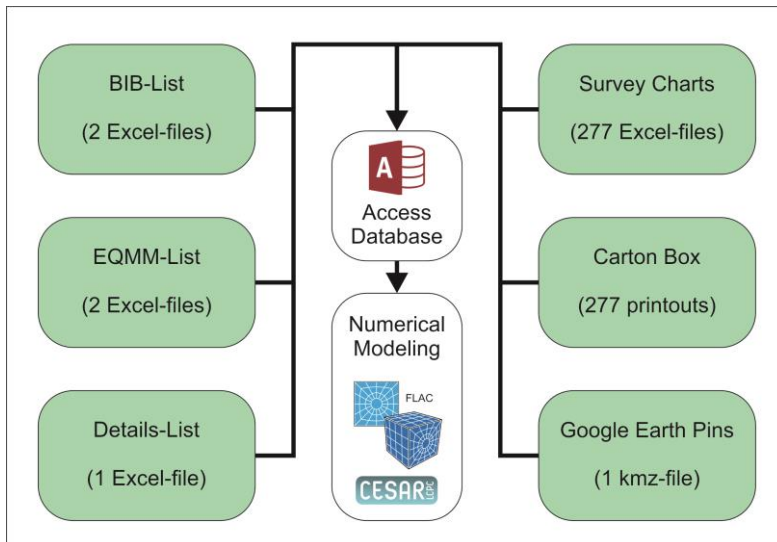 BIB-List
(2 Excel-files)
EQMM-List
(2 Excel-files)
Details-List
(1 Excel-file)
A
Access
Database
Numerical
Modeling
FLAC
CESAR LCPC
Survey Charts
(277 Excel-files)
Carton Box
(277 printouts)
Google Earth Pins
(1 kmz-file)